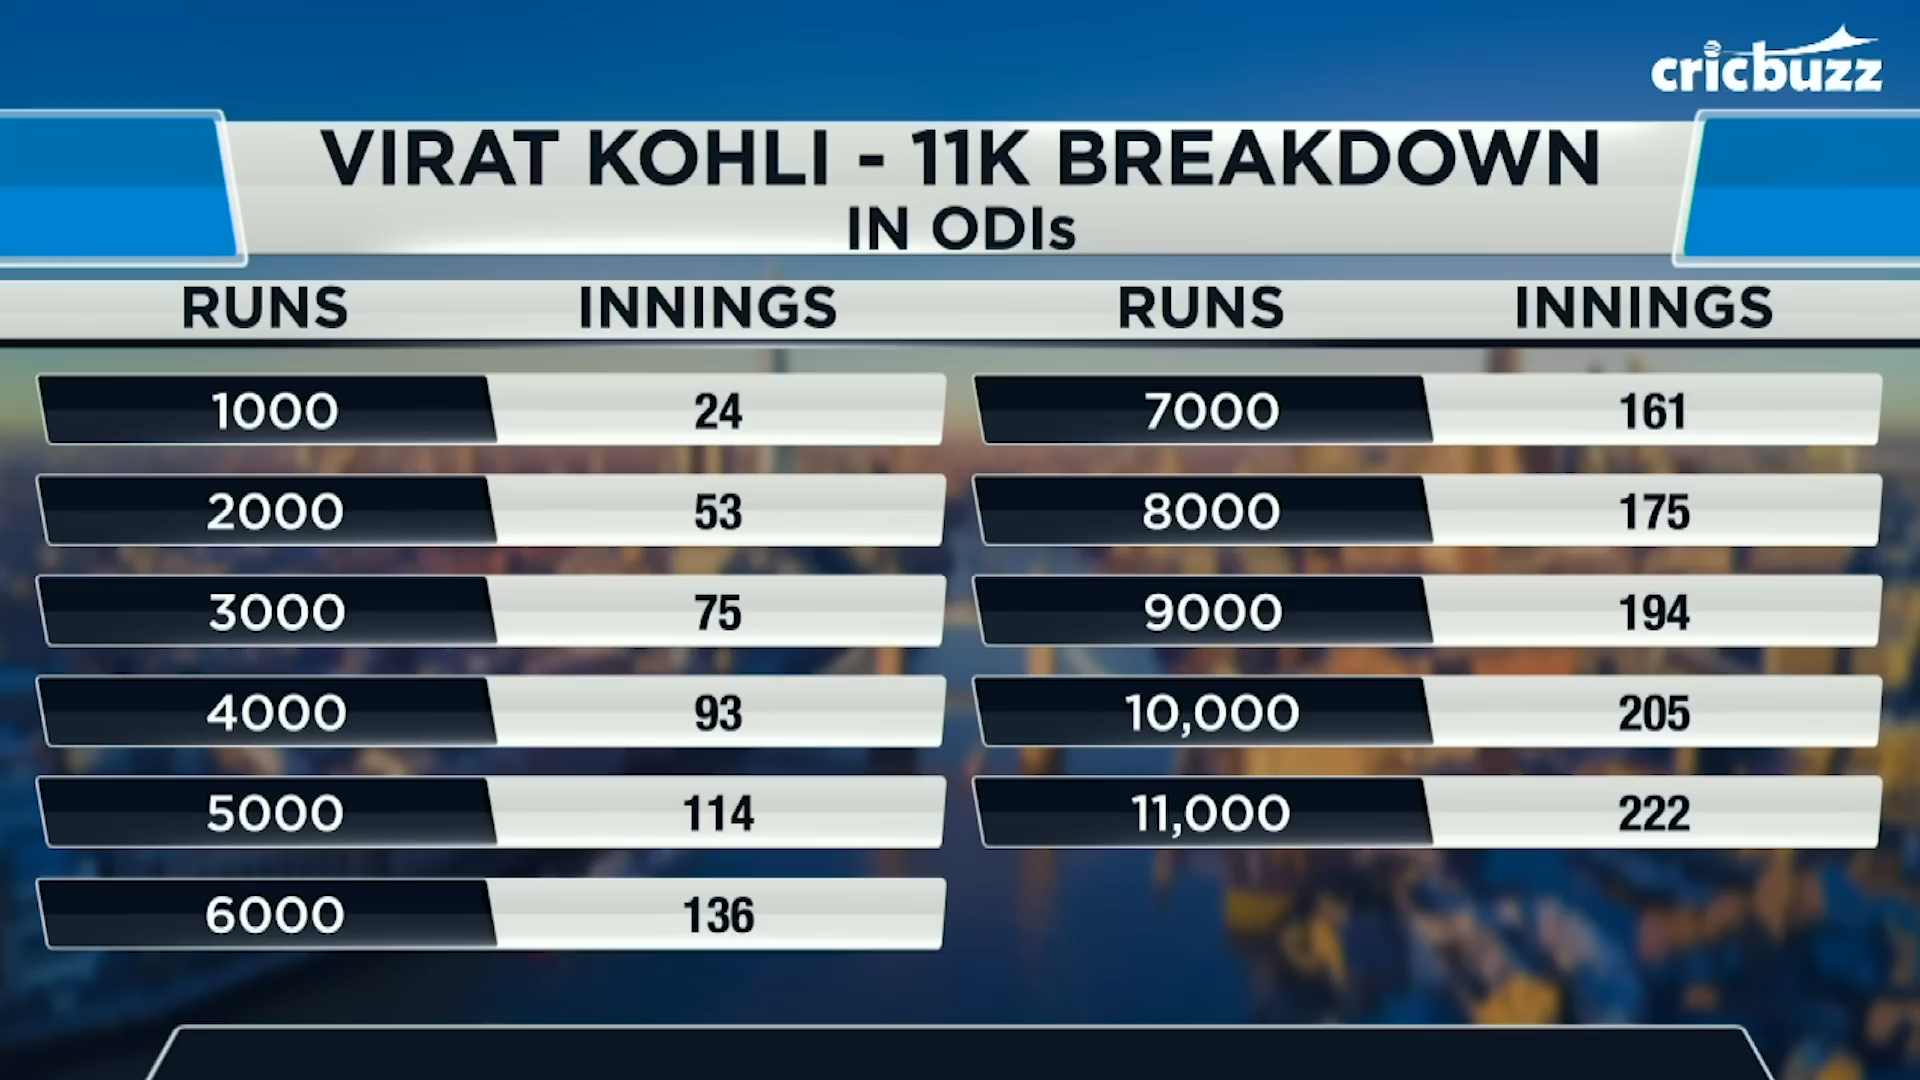 cricbuzz
VIRAT KOHLI - 11K BREAKDOWN
IN ODIs
RUNS INNINGS RUNS INNINGS
1000 24 7000 161
2000 53 8000 175
3000 75 9000 194
4000 93 10,000 205
5000 114 11,000 222
6000 136